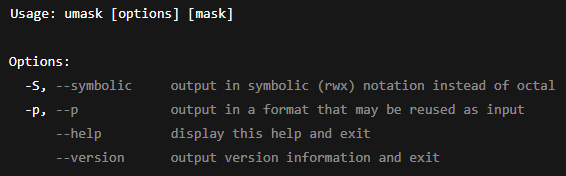 Usage: umask [options] [mask]
Options:
-S, --symbolic output in symbolic (rwx) notation instead of octal
-p, --p output in a format that may be reused as input
--help display this help and exit
--version output version information and exit